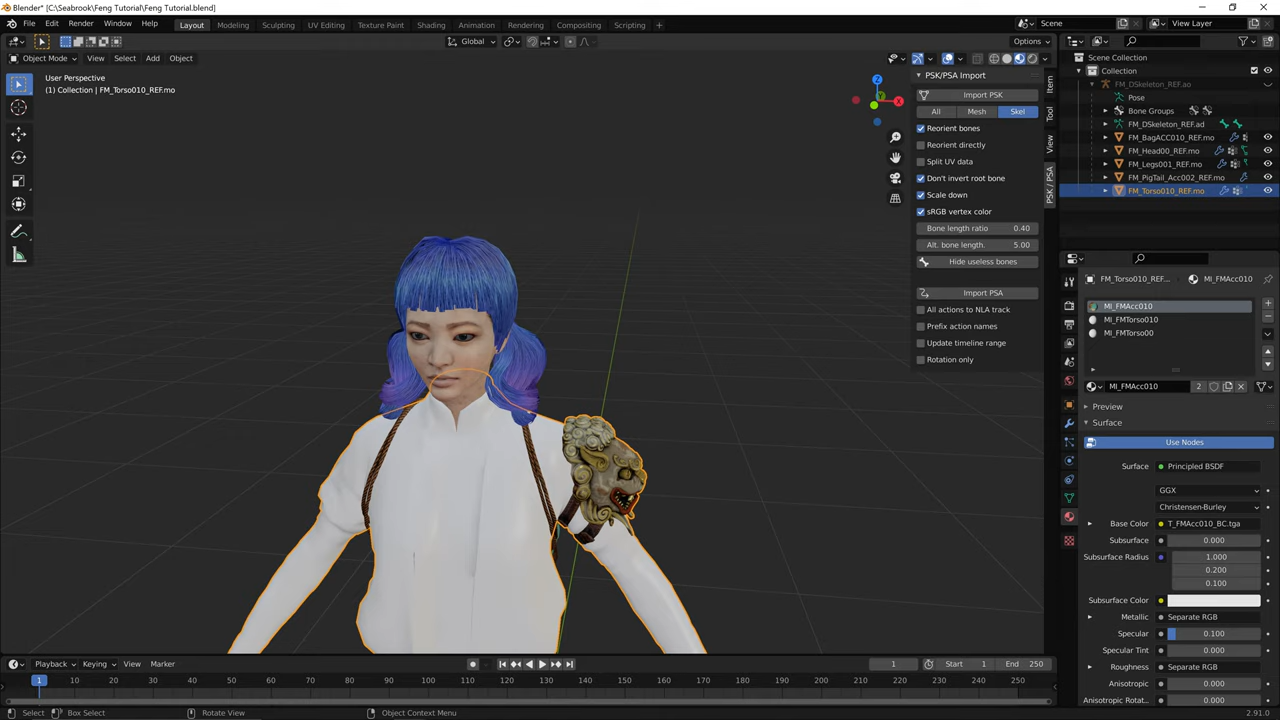 Blender* [C:\Seabrook\Feng Tutorial\Feng Tutorial.blend]
File Edit Render Window Help Layout Modeling Sculpting UV Editing Texture Paint Shading Animation Rendering Compositing Scripting Scene View Layer
Global Options
Object Mode View Select Add Object
User Perspective
(1) Collection | FM_Torso010_REF.mo
X
Y
Z
PSK/PSA Import
Import PSK
All Mesh Skel
Reorient bones
Reorient directly
Split UV data
Don't invert root bone
Scale down
sRGB vertex color
Bone length ratio 0.40
Alt. bone length. 5.00
Hide useless bones
Import PSA
All actions to NLA track
Prefix action names
Update timeline range
Rotation only
Item
Tool
View
PSK / PSA
Scene Collection
Collection
FM_DSkeleton_REF.ao
Pose
Bone Groups
FM_DSkeleton_REF.ad
FM_BagACC010_REF.mo
FM_Head00_REF.mo
FM_Legs001_REF.mo
FM_PigTail_Acc002_REF.mo
FM_Torso010_REF.mo
FM_Torso010_REF... MI_FMAcc010
MI_FMAcc010
MI_FMTorso010
MI_FMTorso00
MI_FMAcc010 2
Preview
Surface
Use Nodes
Surface Principled BSDF
GGX
Christensen-Burley
Base Color T_FMAcc010_BC.tga
Subsurface 0.000
Subsurface Radius 1.000
0.200
0.100
Subsurface Color
Metallic Separate RGB
Specular 0.100
Specular Tint 0.000
Roughness Separate RGB
Anisotropic 0.000
Anisotropic Rotat... 0.000
Playback Keying View Marker 1 Start 1 End 250
1 10 20 30 40 50 60 70 80 90 100 110 120 130 140 150 160 170 180 190 200 210 220 230 240 250
Select Box Select Rotate View Object Context Menu 2.91.0